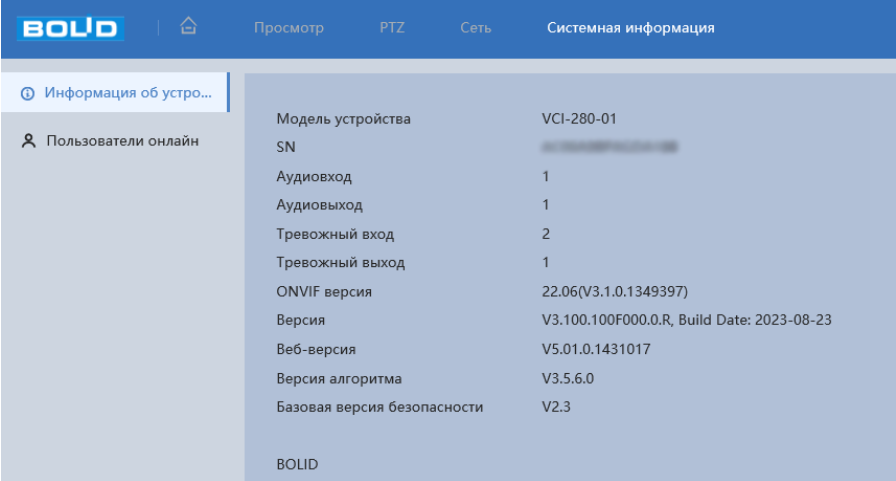 BOLID
Просмотр PTZ Сеть Системная информация
Информация об устро...
Пользователи онлайн
Модель устройства VCI-280-01
SN
Аудиовход 1
Аудиовыход 1
Тревожный вход 2
Тревожный выход 1
ONVIF версия 22.06(V3.1.0.1349397)
Версия V3.100.100F000.0.R, Build Date: 2023-08-23
Веб-версия V5.01.0.1431017
Версия алгоритма V3.5.6.0
Базовая версия безопасности V2.3
BOLID